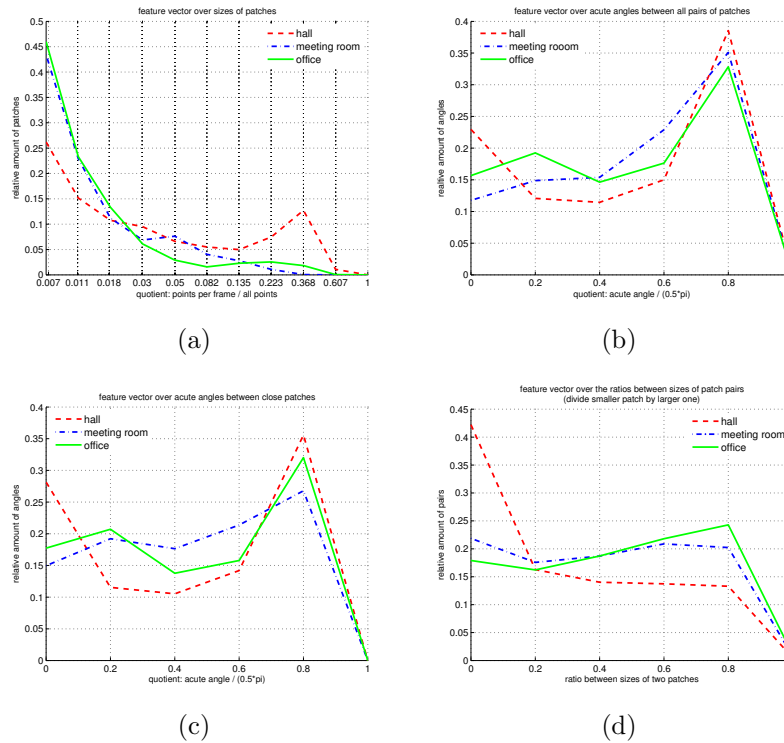 feature vector over sizes of patches
0.5
0.45
0.4
0.35
0.3
0.25
0.2
0.15
0.1
0.05
0
relative amount of patches
hall
meeting room
office
0.007 0.011 0.018 0.03 0.05 0.082 0.135 0.223 0.368 0.607 1
quotient: points per frame / all points
(a)
feature vector over acute angles between all pairs of patches
0.4
0.35
0.3
0.25
0.2
0.15
0.1
0.05
0
realtive amount of angles
hall
meeting room
office
0 0.2 0.4 0.6 0.8
quotient: acute angle / (0.5*pi)
(b)
feature vector over acute angles between close patches
0.4
0.35
0.3
0.25
0.2
0.15
0.1
0.05
0
relative amount of angles
hall
meeting room
office
0 0.2 0.4 0.6 0.8 1
quotient: acute angle / (0.5*pi)
(c)
feature vector over the ratios between sizes of patch pairs
(divide smaller patch by larger one)
0.45
0.4
0.35
0.3
0.25
0.2
0.15
0.1
0.05
0
relative amount of pairs
hall
meeting room
office
0 0.2 0.4 0.6 0.8
ratio between sizes of two patches
(d)